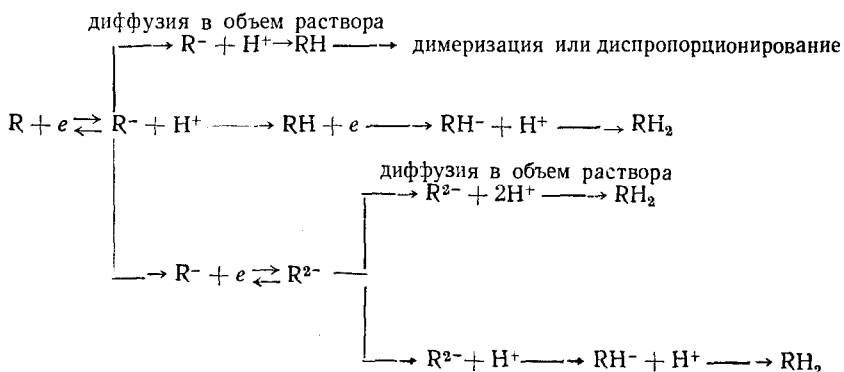 диффузия в объем раствора
→ R⁻ + H⁺→RH ⟶ димеризация или диспропорционирование
R + e ⇄ R⁻ + H⁺ ⟶ RH + e ⟶ RH⁻ + H⁺ ⟶ RH₂
диффузия в объем раствора
→ R²⁻ + 2H⁺ ⟶ RH₂
⟶ R⁻ + e ⇄ R²⁻ —
⟶ R²⁻ + H⁺ ⟶ RH⁻ + H⁺ ⟶ RH₂